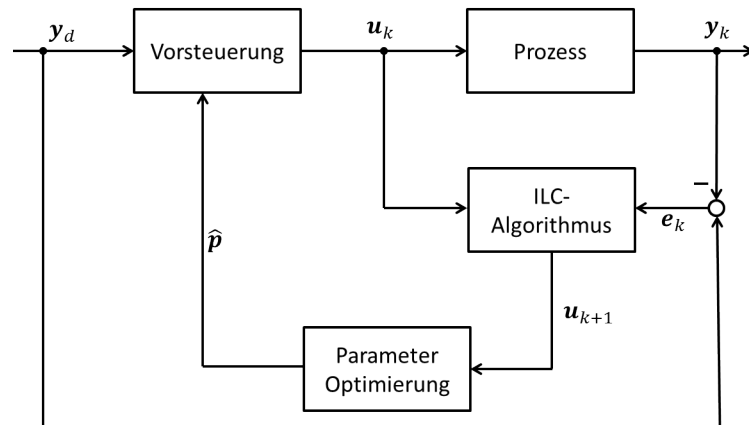 y_d
Vorsteuerung
u_k
Prozess
y_k
−
ILC-
Algorithmus
e_k
p̂
u_{k+1}
Parameter
Optimierung